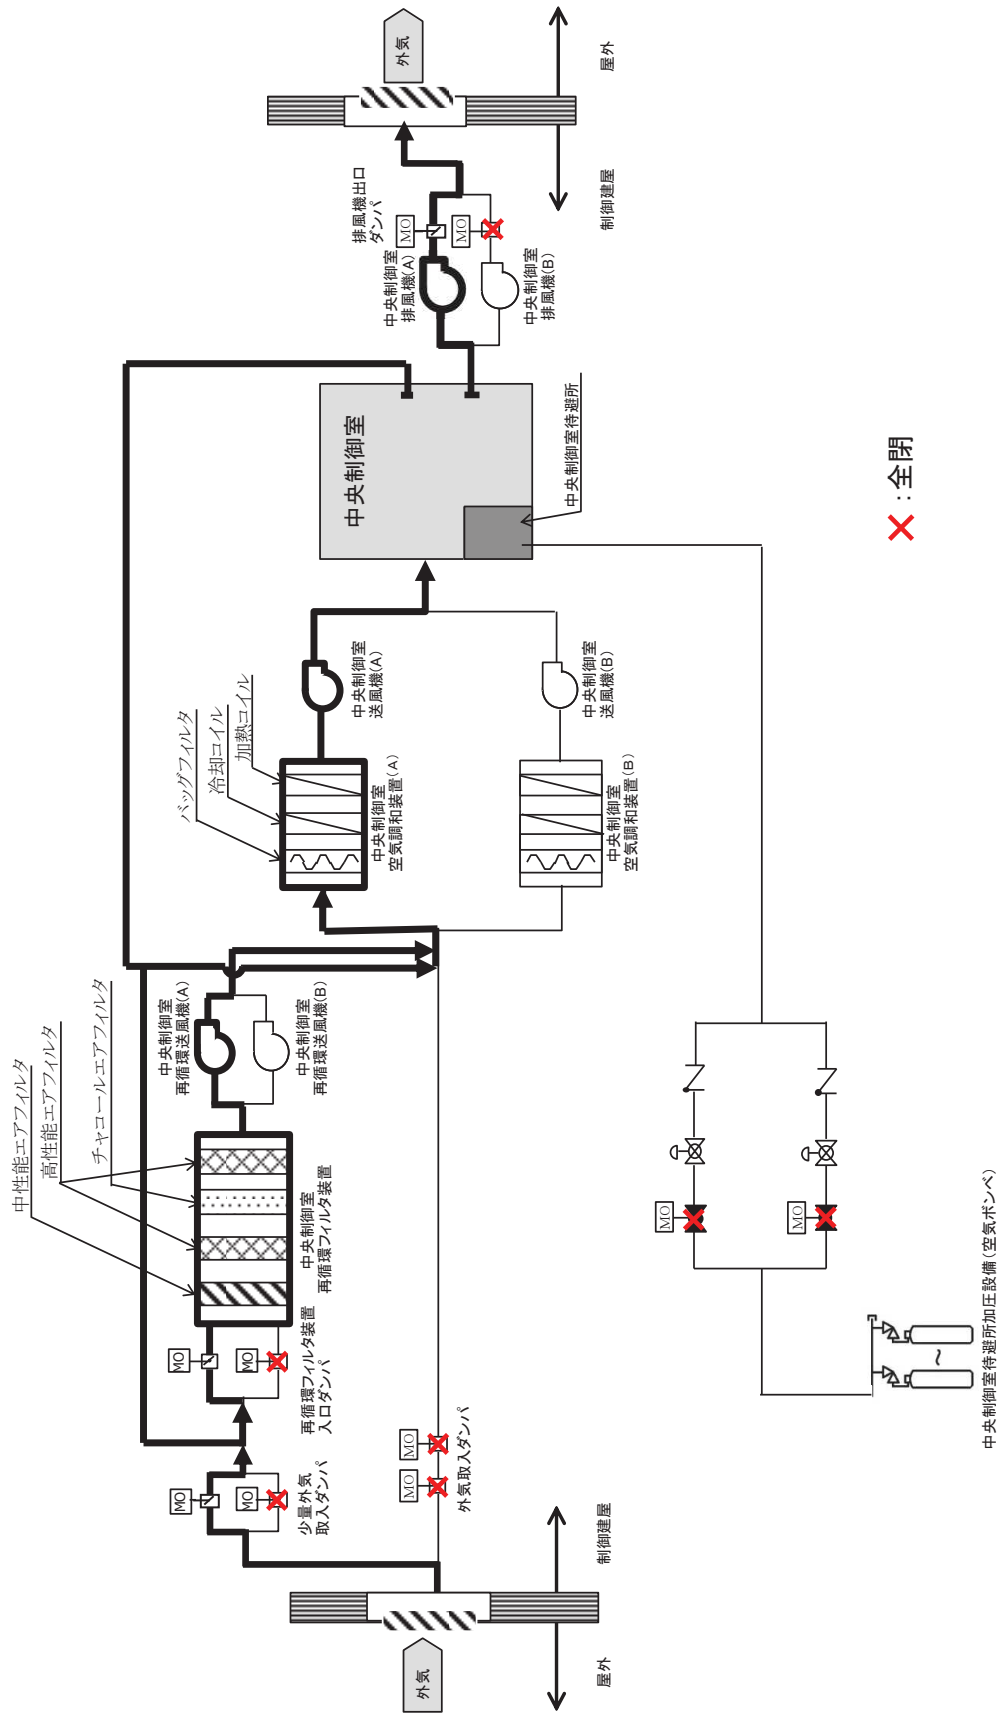 中性能エアフィルタ
高性能エアフィルタ
チャコールエアフィルタ
バッグフィルタ
冷却コイル
加熱コイル
外気
屋外
制御建屋
MO
MO
少量外気
取入ダンパ
MO
MO
再循環フィルタ装置
入口ダンパ
中央制御室
再循環フィルタ装置
中央制御室
再循環送風機(A)
中央制御室
再循環送風機(B)
MO
MO
外気取入ダンパ
中央制御室
空気調和装置(A)
中央制御室
空気調和装置(B)
中央制御室
送風機(A)
中央制御室
送風機(B)
中央制御室
中央制御室待避所
中央制御室
排風機(A)
中央制御室
排風機(B)
排風機出口
ダンパ
MO
MO
外気
制御建屋
屋外
MO
MO
～
中央制御室待避所加圧設備(空気ボンベ)
：全閉